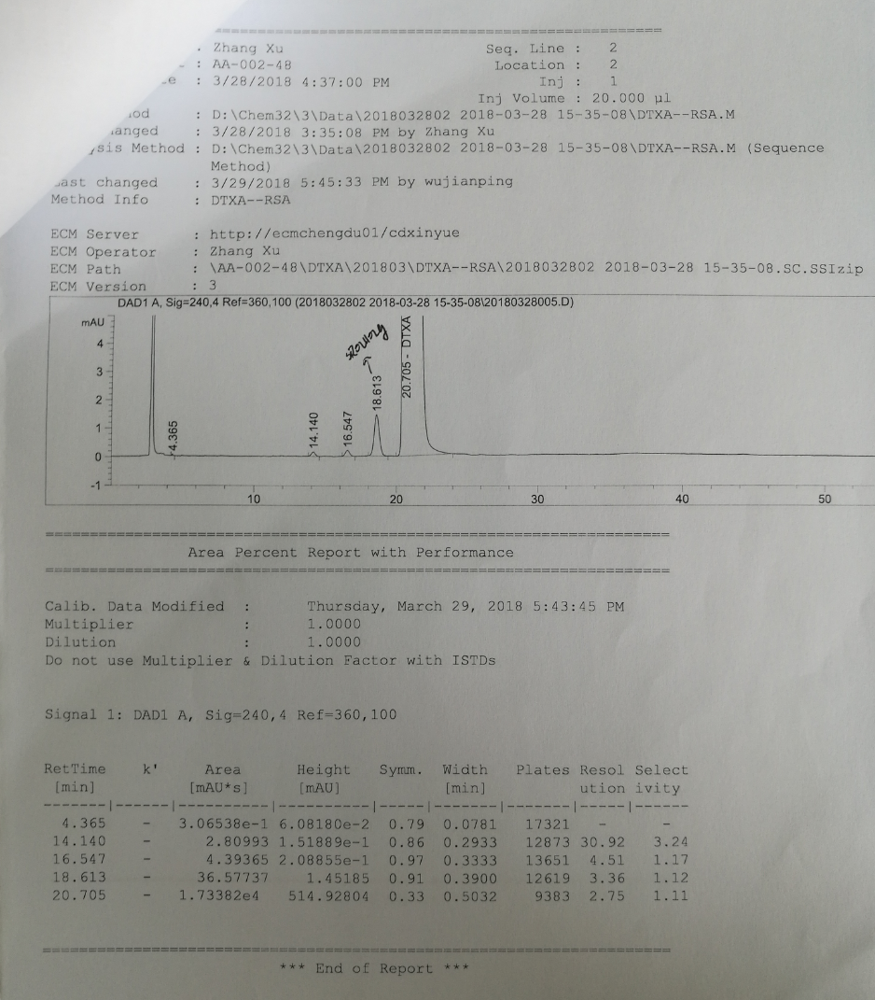 ===========================================================
Zhang Xu Seq. Line : 2
: AA-002-48 Location : 2
: 3/28/2018 4:37:00 PM Inj : 1
Inj Volume : 20.000 µl
: D:\Chem32\3\Data\2018032802 2018-03-28 15-35-08\DTXA--RSA.M
: 3/28/2018 3:35:08 PM by Zhang Xu
Method : D:\Chem32\3\Data\2018032802 2018-03-28 15-35-08\DTXA--RSA.M (Sequence
Method)
changed : 3/29/2018 5:45:33 PM by wujianping
Method Info : DTXA--RSA
ECM Server : http://ecmchengdu01/cdxinyue
ECM Operator : Zhang Xu
ECM Path : \AA-002-48\DTXA\201803\DTXA--RSA\2018032802 2018-03-28 15-35-08.SC.SSIzip
ECM Version : 3
DAD1 A, Sig=240,4 Ref=360,100 (2018032802 2018-03-28 15-35-08\20180328005.D)
mAU
4
3
2
1
0
-1
4.365
14.140
16.547
18.613
20.705 - DTXA
10 20 30 40 50
Area Percent Report with Performance
Calib. Data Modified : Thursday, March 29, 2018 5:43:45 PM
Multiplier : 1.0000
Dilution : 1.0000
Do not use Multiplier & Dilution Factor with ISTDs
Signal 1: DAD1 A, Sig=240,4 Ref=360,100
RetTime k' Area Height Symm. Width Plates Resol Select
[min] [mAU*s] [mAU] [min] ution ivity
-------|------|----------|----------|-----|-------|-------|-----|------
4.365 - 3.06538e-1 6.08180e-2 0.79 0.0781 17321 - -
14.140 - 2.80993 1.51889e-1 0.86 0.2933 12873 30.92 3.24
16.547 - 4.39365 2.08855e-1 0.97 0.3333 13651 4.51 1.17
18.613 - 36.57737 1.45185 0.91 0.3900 12619 3.36 1.12
20.705 - 1.73382e4 514.92804 0.33 0.5032 9383 2.75 1.11
*** End of Report ***